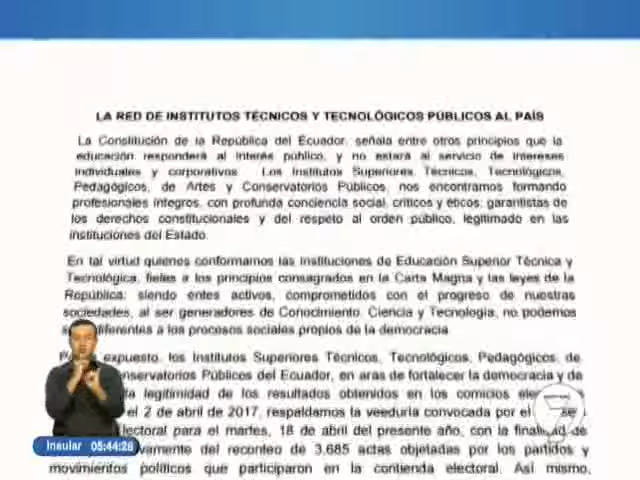 LA RED DE INSTITUTOS TÉCNICOS Y TECNOLÓGICOS PÚBLICOS AL PAÍS
La Constitución de la República del Ecuador, señala entre otros principios que la
educación responderá al interés público, y no estará al servicio de intereses
individuales y corporativos. Los Institutos Superiores Técnicos, Tecnológicos,
Pedagógicos, de Artes y Conservatorios Públicos, nos encontramos formando
profesionales íntegros, con profunda conciencia social, críticos y éticos; garantistas de
los derechos constitucionales y del respeto al orden público, legitimado en las
instituciones del Estado.
En tal virtud quienes conformamos las Instituciones de Educación Superior Técnica y
Tecnológica, fieles a los principios consagrados en la Carta Magna y las leyes de la
República; siendo entes activos, comprometidos con el progreso de nuestras
sociedades, al ser generadores de Conocimiento, Ciencia y Tecnología, no podemos
diferentes a los procesos sociales propios de la democracia.
expuesto, los Institutos Superiores Técnicos, Tecnológicos, Pedagógicos, de
nservatorios Públicos del Ecuador, en aras de fortalecer la democracia y de
la legitimidad de los resultados obtenidos en los comicios
el 2 de abril de 2017, respaldamos la veeduría convocada por el
lectoral para el martes, 18 de abril del presente año, con la finalidad de
vamente del reconteo de 3.685 actas objetadas por los partidos y
movimientos políticos que participaron en la contienda electoral. Así mismo,
Insular 05:44:26